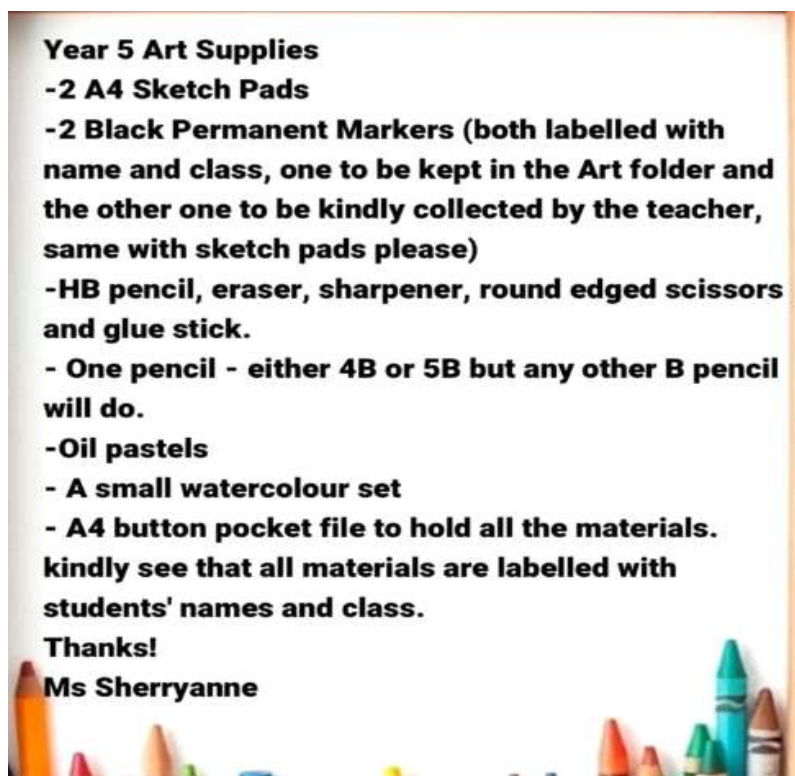 Year 5 Art Supplies
-2 A4 Sketch Pads
-2 Black Permanent Markers (both labelled with
name and class, one to be kept in the Art folder and
the other one to be kindly collected by the teacher,
same with sketch pads please)
-HB pencil, eraser, sharpener, round edged scissors
and glue stick.
- One pencil - either 4B or 5B but any other B pencil
will do.
-Oil pastels
- A small watercolour set
- A4 button pocket file to hold all the materials.
kindly see that all materials are labelled with
students' names and class.
Thanks!
Ms Sherryanne